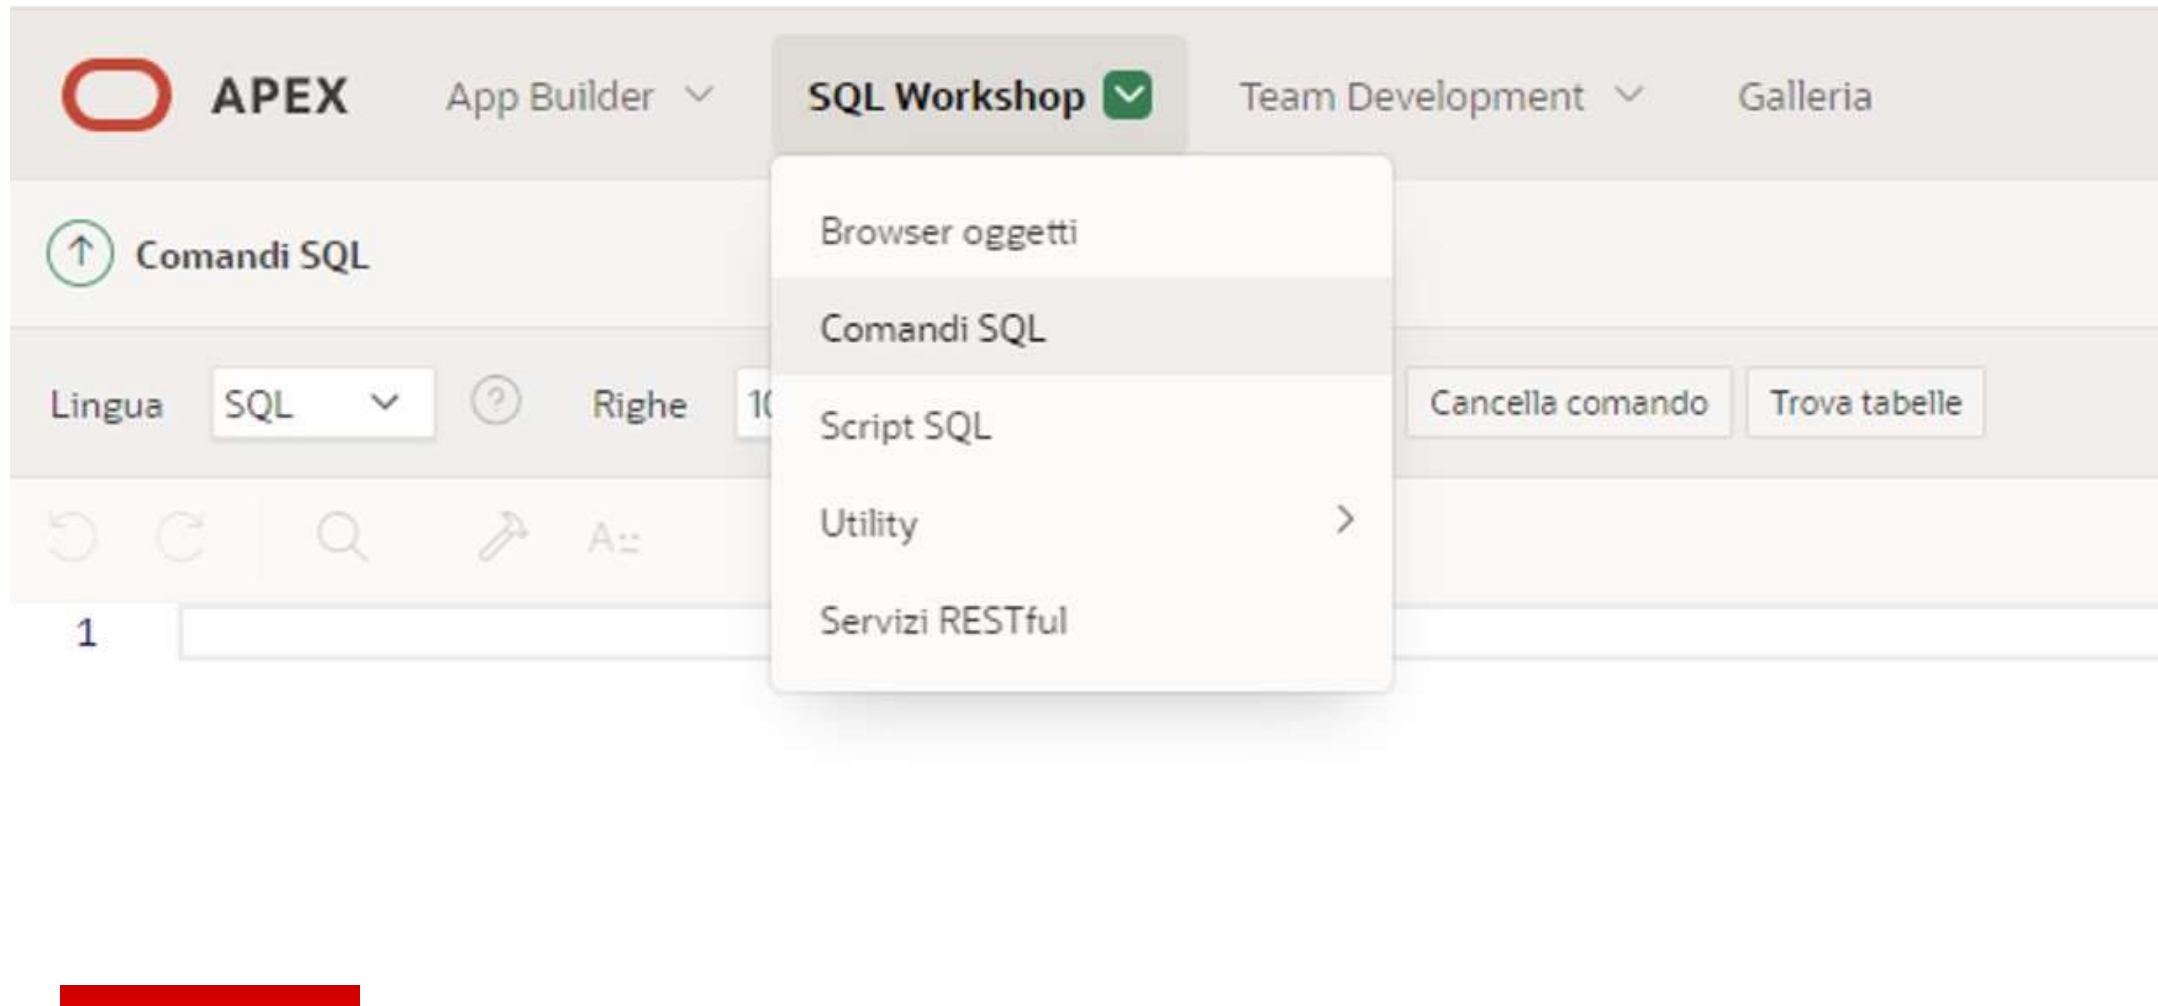 APEX App Builder SQL Workshop Team Development Galleria
Comandi SQL
Browser oggetti
Comandi SQL
Script SQL
Utility
Servizi RESTful
Lingua SQL Righe 10 Cancella comando Trova tabelle
A::
1